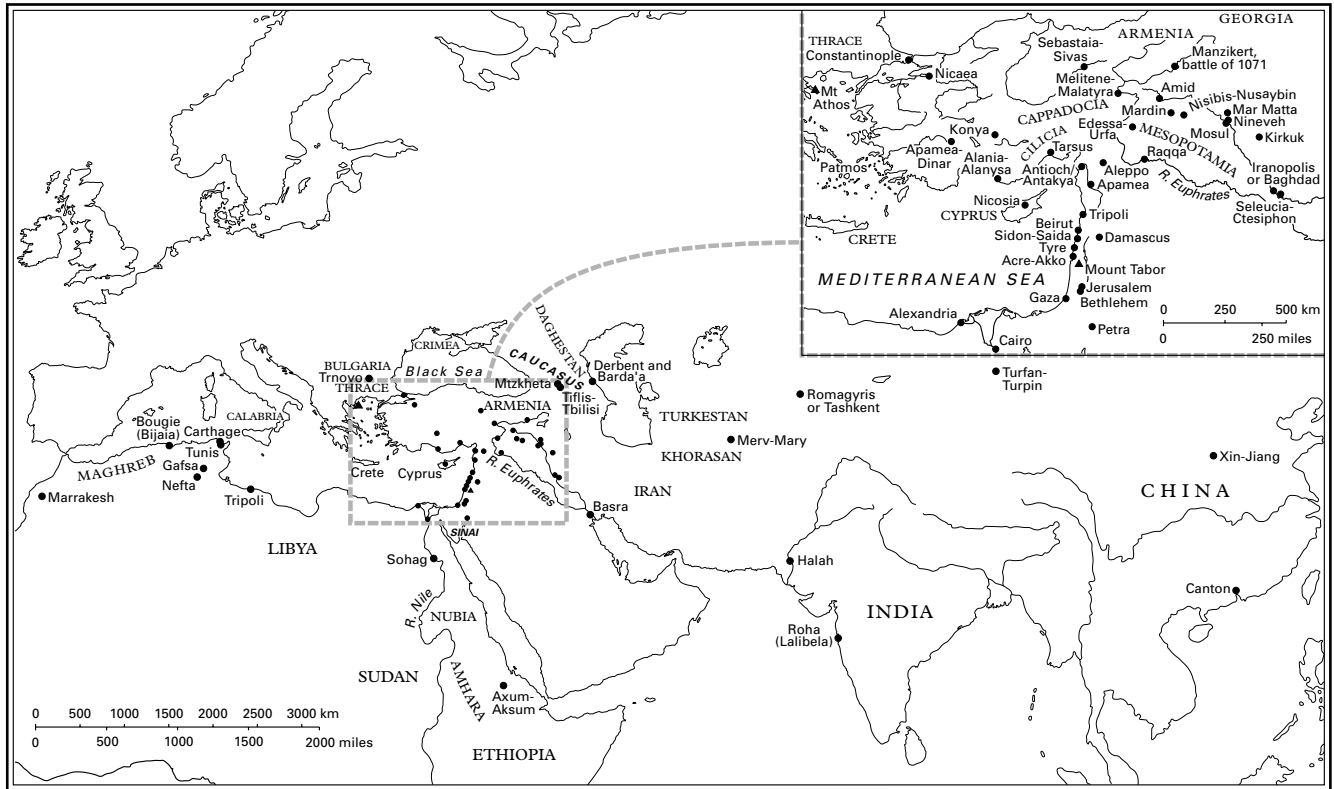 GEORGIA
ARMENIA
THRACE
Constantinople
Sebastaia-
Sivas
Manzikert,
battle of 1071
Nicaea
Melitene-
Malatyra
Amid
Mt
Athos
Nisibis-Nusaybin
Mardin
Mar Matta
Nineveh
CAPPADOCIA
Edessa-
Urfa
Mosul
Kirkuk
MESOPOTAMIA
Konya
CILICIA
Tarsus
Apamea-
Dinar
Alania-
Alanysa
Raqqa
Patmos
Antioch/
Antakya
Aleppo
Apamea
Iranopolis
or Baghdad
R. Euphrates
Nicosia
CYPRUS
Seleucia-
Ctesiphon
Tripoli
Beirut
CRETE
Sidon-Saida
Damascus
Tyre
Acre-Akko
Mount Tabor
MEDITERRANEAN SEA
Jerusalem
Gaza
Bethlehem
0 200 500 km
Alexandria
Petra
0 250 miles
Cairo
DAGHESTAN
CRIMEA
CAUCASUS
BULGARIA
Trnovo
Black Sea
Derbent and
Barda'a
Turfan-
Turpin
THRACE
Mtzkheta
Tiflis-
Tbilisi
Romagyris
or Tashkent
ARMENIA
TURKESTAN
CALABRIA
Bougie
(Bijaia)
Carthage
Tunis
Merv-Mary
KHORASAN
Xin-Jiang
MAGHREB
Gafsa
Nefta
Crete
Cyprus
R. Euphrates
IRAN
CHINA
Marrakesh
Tripoli
Basra
SINAI
LIBYA
Sohag
Halah
Canton
R. Nile
NUBIA
INDIA
Roha
(Lalibela)
SUDAN
AMHARA
Axum-
Aksum
0 500 1000 1500 2000 2500 3000 km
0 500 1000 1500 2000 miles
ETHIOPIA